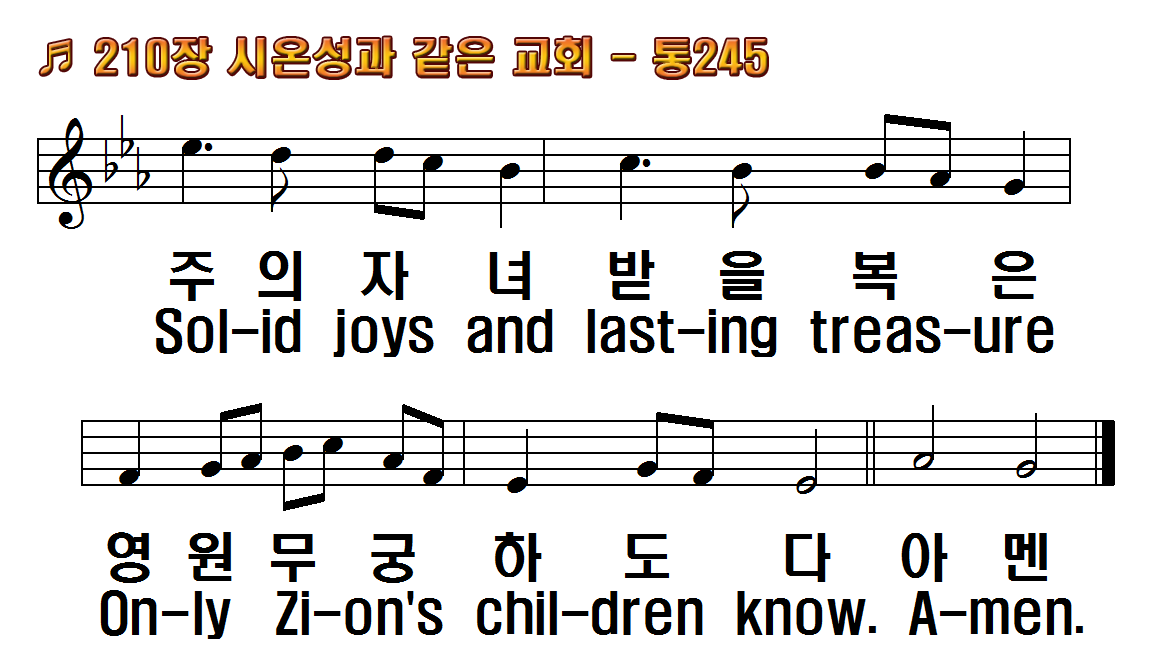 ♬ 210장 시온성과 같은 교회 - 통245
주 의 자 녀 받 을 복 은
Sol-id joys and last-ing treas-ure
영 원 무 궁 하 도 다 아 멘
On-ly Zi-on's chil-dren know. A-men.